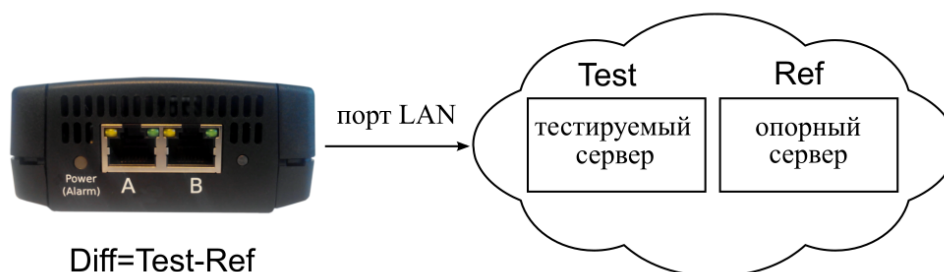 Power
(Alarm)
A
B
Diff=Test-Ref
порт LAN
Test
Ref
тестируемый
сервер
опорный
сервер